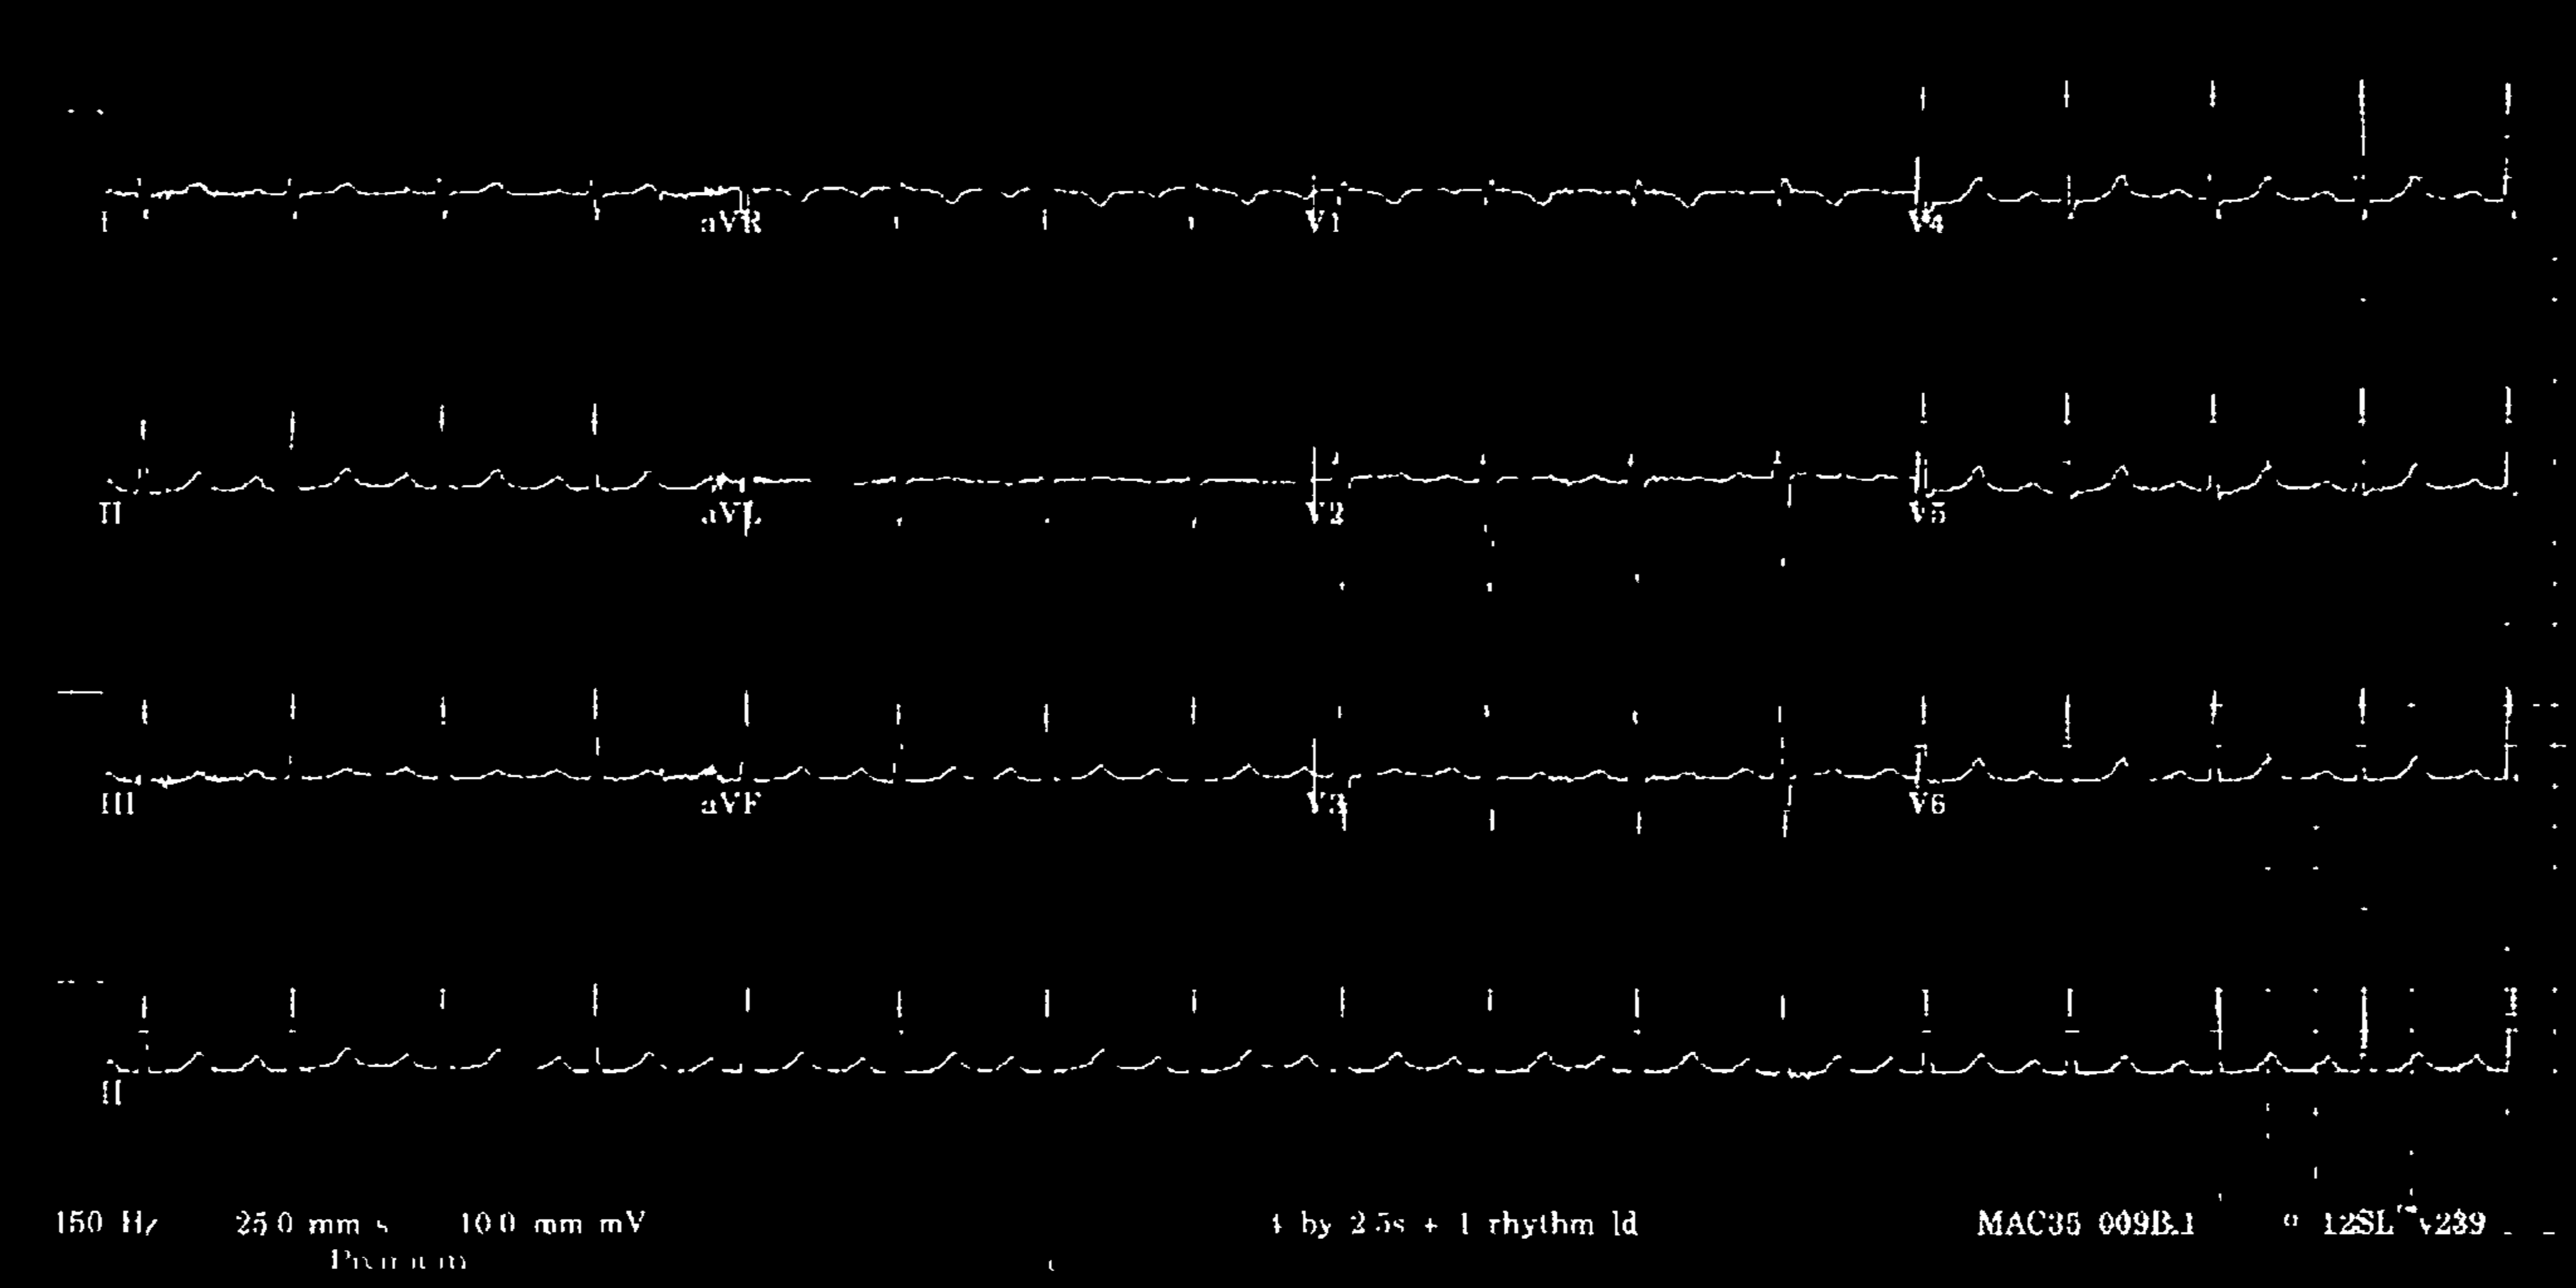 I aVR V1 V4
II aVL V2 V5
III aVF V3 V6
II
150 Hz 25 0 mm s 10 0 mm mV 4 by 2 5s + 1 rhythm ld MAC35 009B.1 12SL™ v239